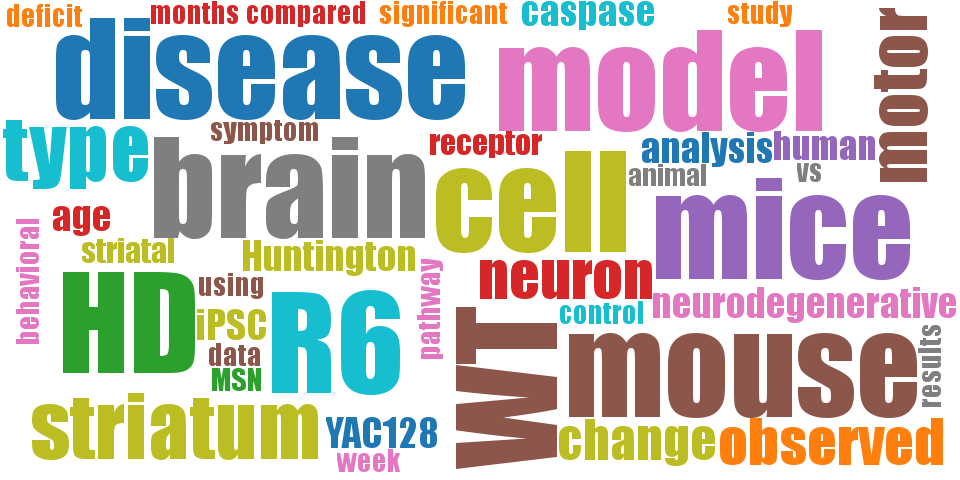 deficit
months compared
significant
caspase
study
disease
model
motor
type
symptom
brain
receptor
cell
analysis
human
animal
vs
mice
age
striatal
Huntington
behavioral
HD
using
iPSC
data
MSN
R6
pathway
neuron
control
neurodegenerative
WT
mouse
results
striatum
YAC128
week
change
observed